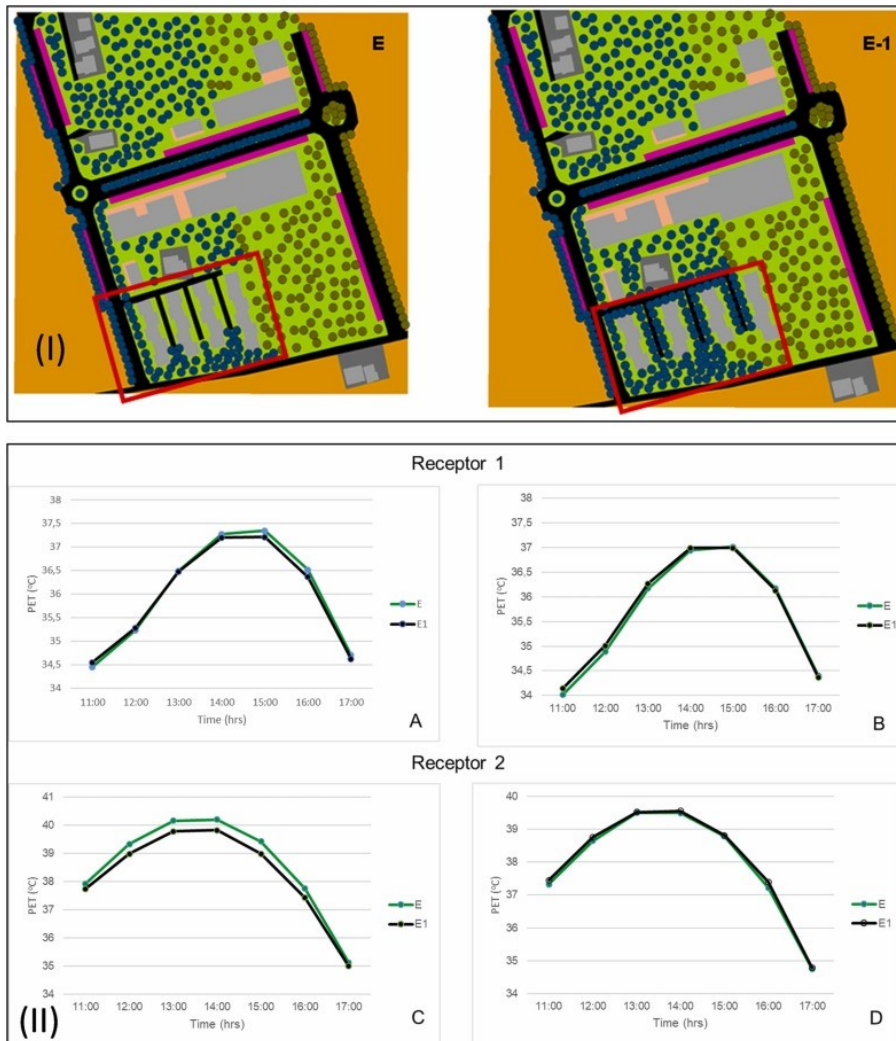 E
E-1
(I)
Receptor 1
38
37,5
37
36,5
36
35,5
35
34,5
34
PET (°C)
11:00 12:00 13:00 14:00 15:00 16:00 17:00
Time (hrs)
E
E1
A
38
37,5
37
36,5
36
35,5
35
34,5
34
PET (°C)
11:00 12:00 13:00 14:00 15:00 16:00 17:00
Time (hrs)
E
E1
B
Receptor 2
41
40
39
38
37
36
35
34
PET (°C)
11:00 12:00 13:00 14:00 15:00 16:00 17:00
Time (hrs)
E
E1
C
40
39
38
37
36
35
34
PET (°C)
11:00 12:00 13:00 14:00 15:00 16:00 17:00
Time (hrs)
E
E1
D
(II)